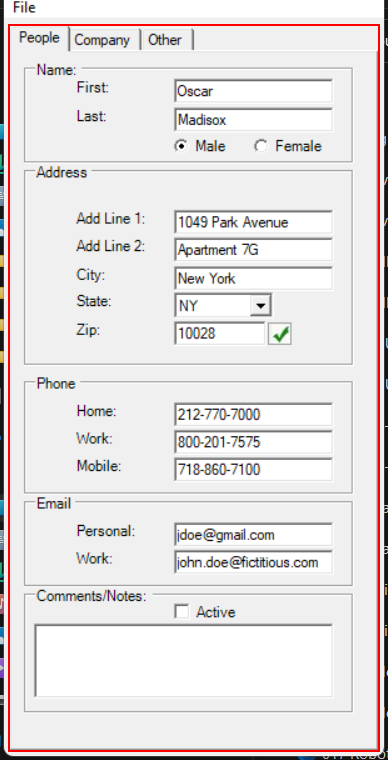 File
People Company Other
Name:
First: Oscar
Last: Madisox
Male Female
Address
Add Line 1: 1049 Park Avenue
Add Line 2: Apartment 7G
City: New York
State: NY
Zip: 10028
Phone
Home: 212-770-7000
Work: 800-201-7575
Mobile: 718-860-7100
Email
Personal: jdoe@gmail.com
Work: john.doe@fictitious.com
Comments/Notes:
Active